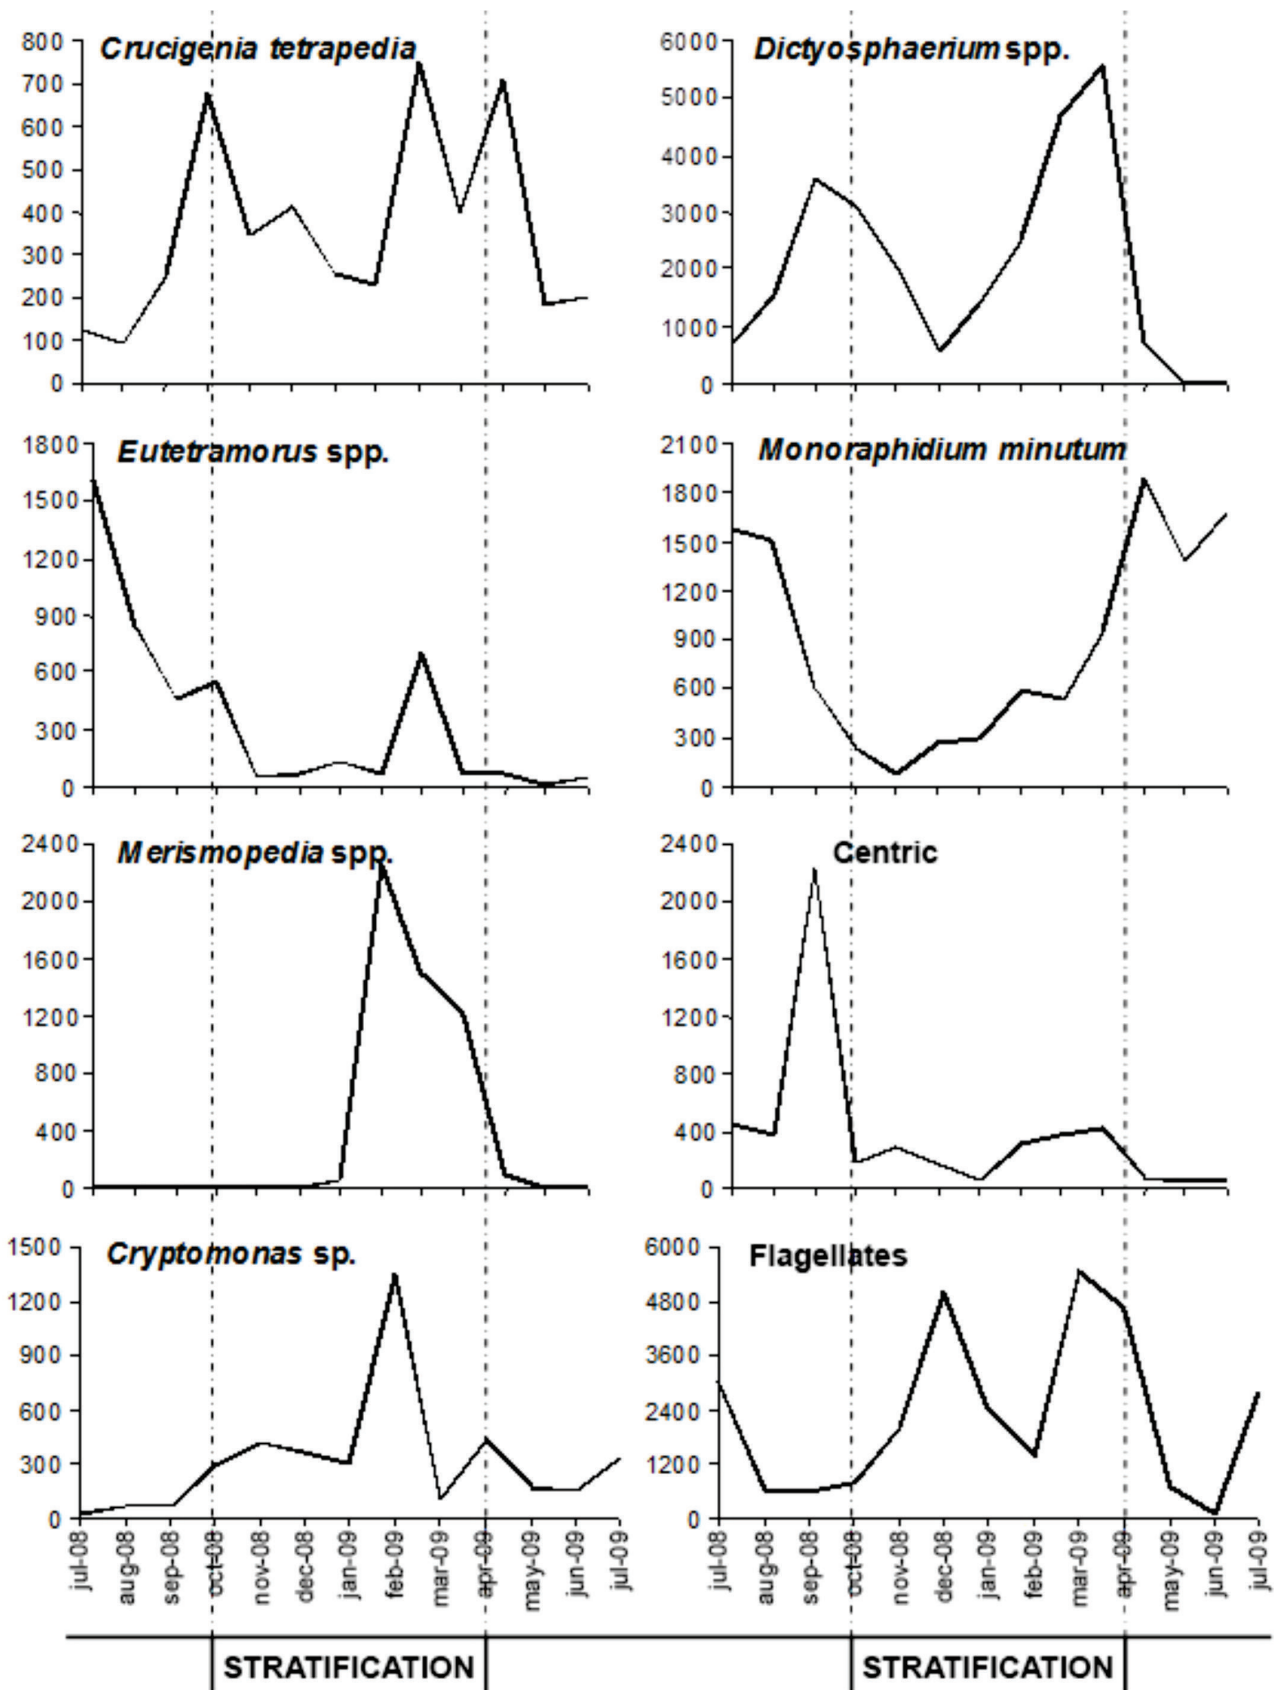 Crucigenia tetrapedia
800
700
600
500
400
300
200
100
0
Dictyosphaerium spp.
6000
5000
4000
3000
2000
1000
0
Eutetramorus spp.
1800
1500
1200
900
600
300
0
Monoraphidium minutum
2100
1800
1500
1200
900
600
300
0
Merismopedia spp.
2400
2000
1600
1200
800
400
0
Centric
2400
2000
1600
1200
800
400
0
Cryptomonas sp.
1500
1200
900
600
300
0
jul-08
aug-08
sep-08
oct-08
nov-08
dec-08
jan-09
feb-09
mar-09
apr-09
may-09
jun-09
jul-09
Flagellates
6000
4800
3600
2400
1200
0
jul-08
aug-08
sep-08
oct-08
nov-08
dec-08
jan-09
feb-09
mar-09
apr-09
may-09
jun-09
jul-09
STRATIFICATION
STRATIFICATION